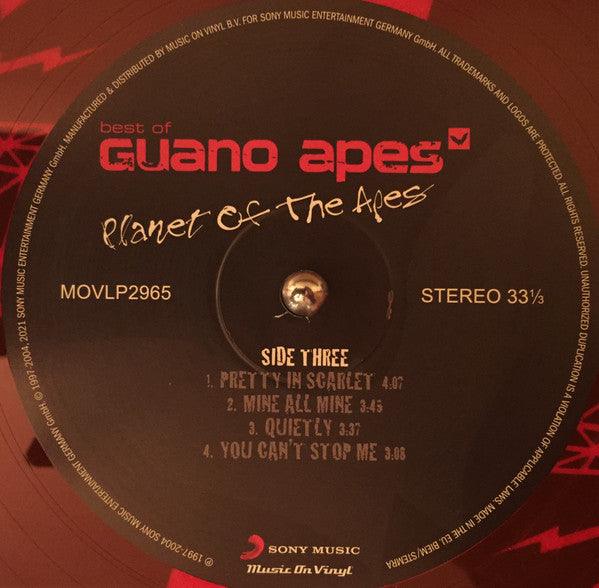 MANUFACTURED & DISTRIBUTED BY MUSIC ON VINYL B.V. FOR SONY MUSIC ENTERTAINMENT GERMANY GmbH. ALL TRADEMARKS AND LOGOS ARE PROTECTED. ALL RIGHTS RESERVED. UNAUTHORIZED DUPLICATION IS A VIOLATION OF APPLICABLE LAWS. MADE IN THE EU. BIEM/STEMRA
best of
GUANO APES
Planet Of The Apes
MOVLP2965
STEREO 33⅓
SIDE THREE
1. PRETTY IN SCARLET 4.07
2. MINE ALL MINE 3.45
3. QUIETLY 3.37
4. YOU CAN'T STOP ME 3.08
SONY MUSIC
Music On Vinyl
℗ 1997-2004 SONY MUSIC ENTERTAINMENT GERMANY GmbH. © 1997-2004, 2021 SONY MUSIC ENTERTAINMENT GERMANY GmbH.